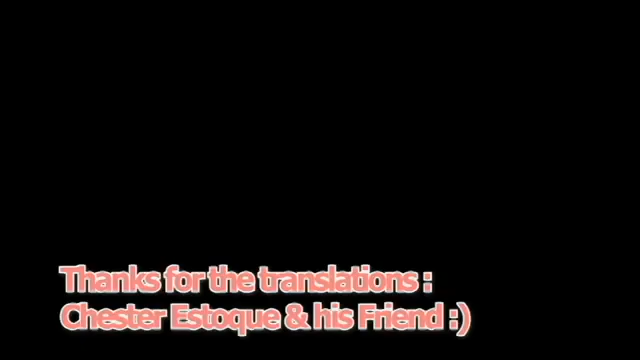 Thanks for the translations :
Chester Estoque & his Friend :)